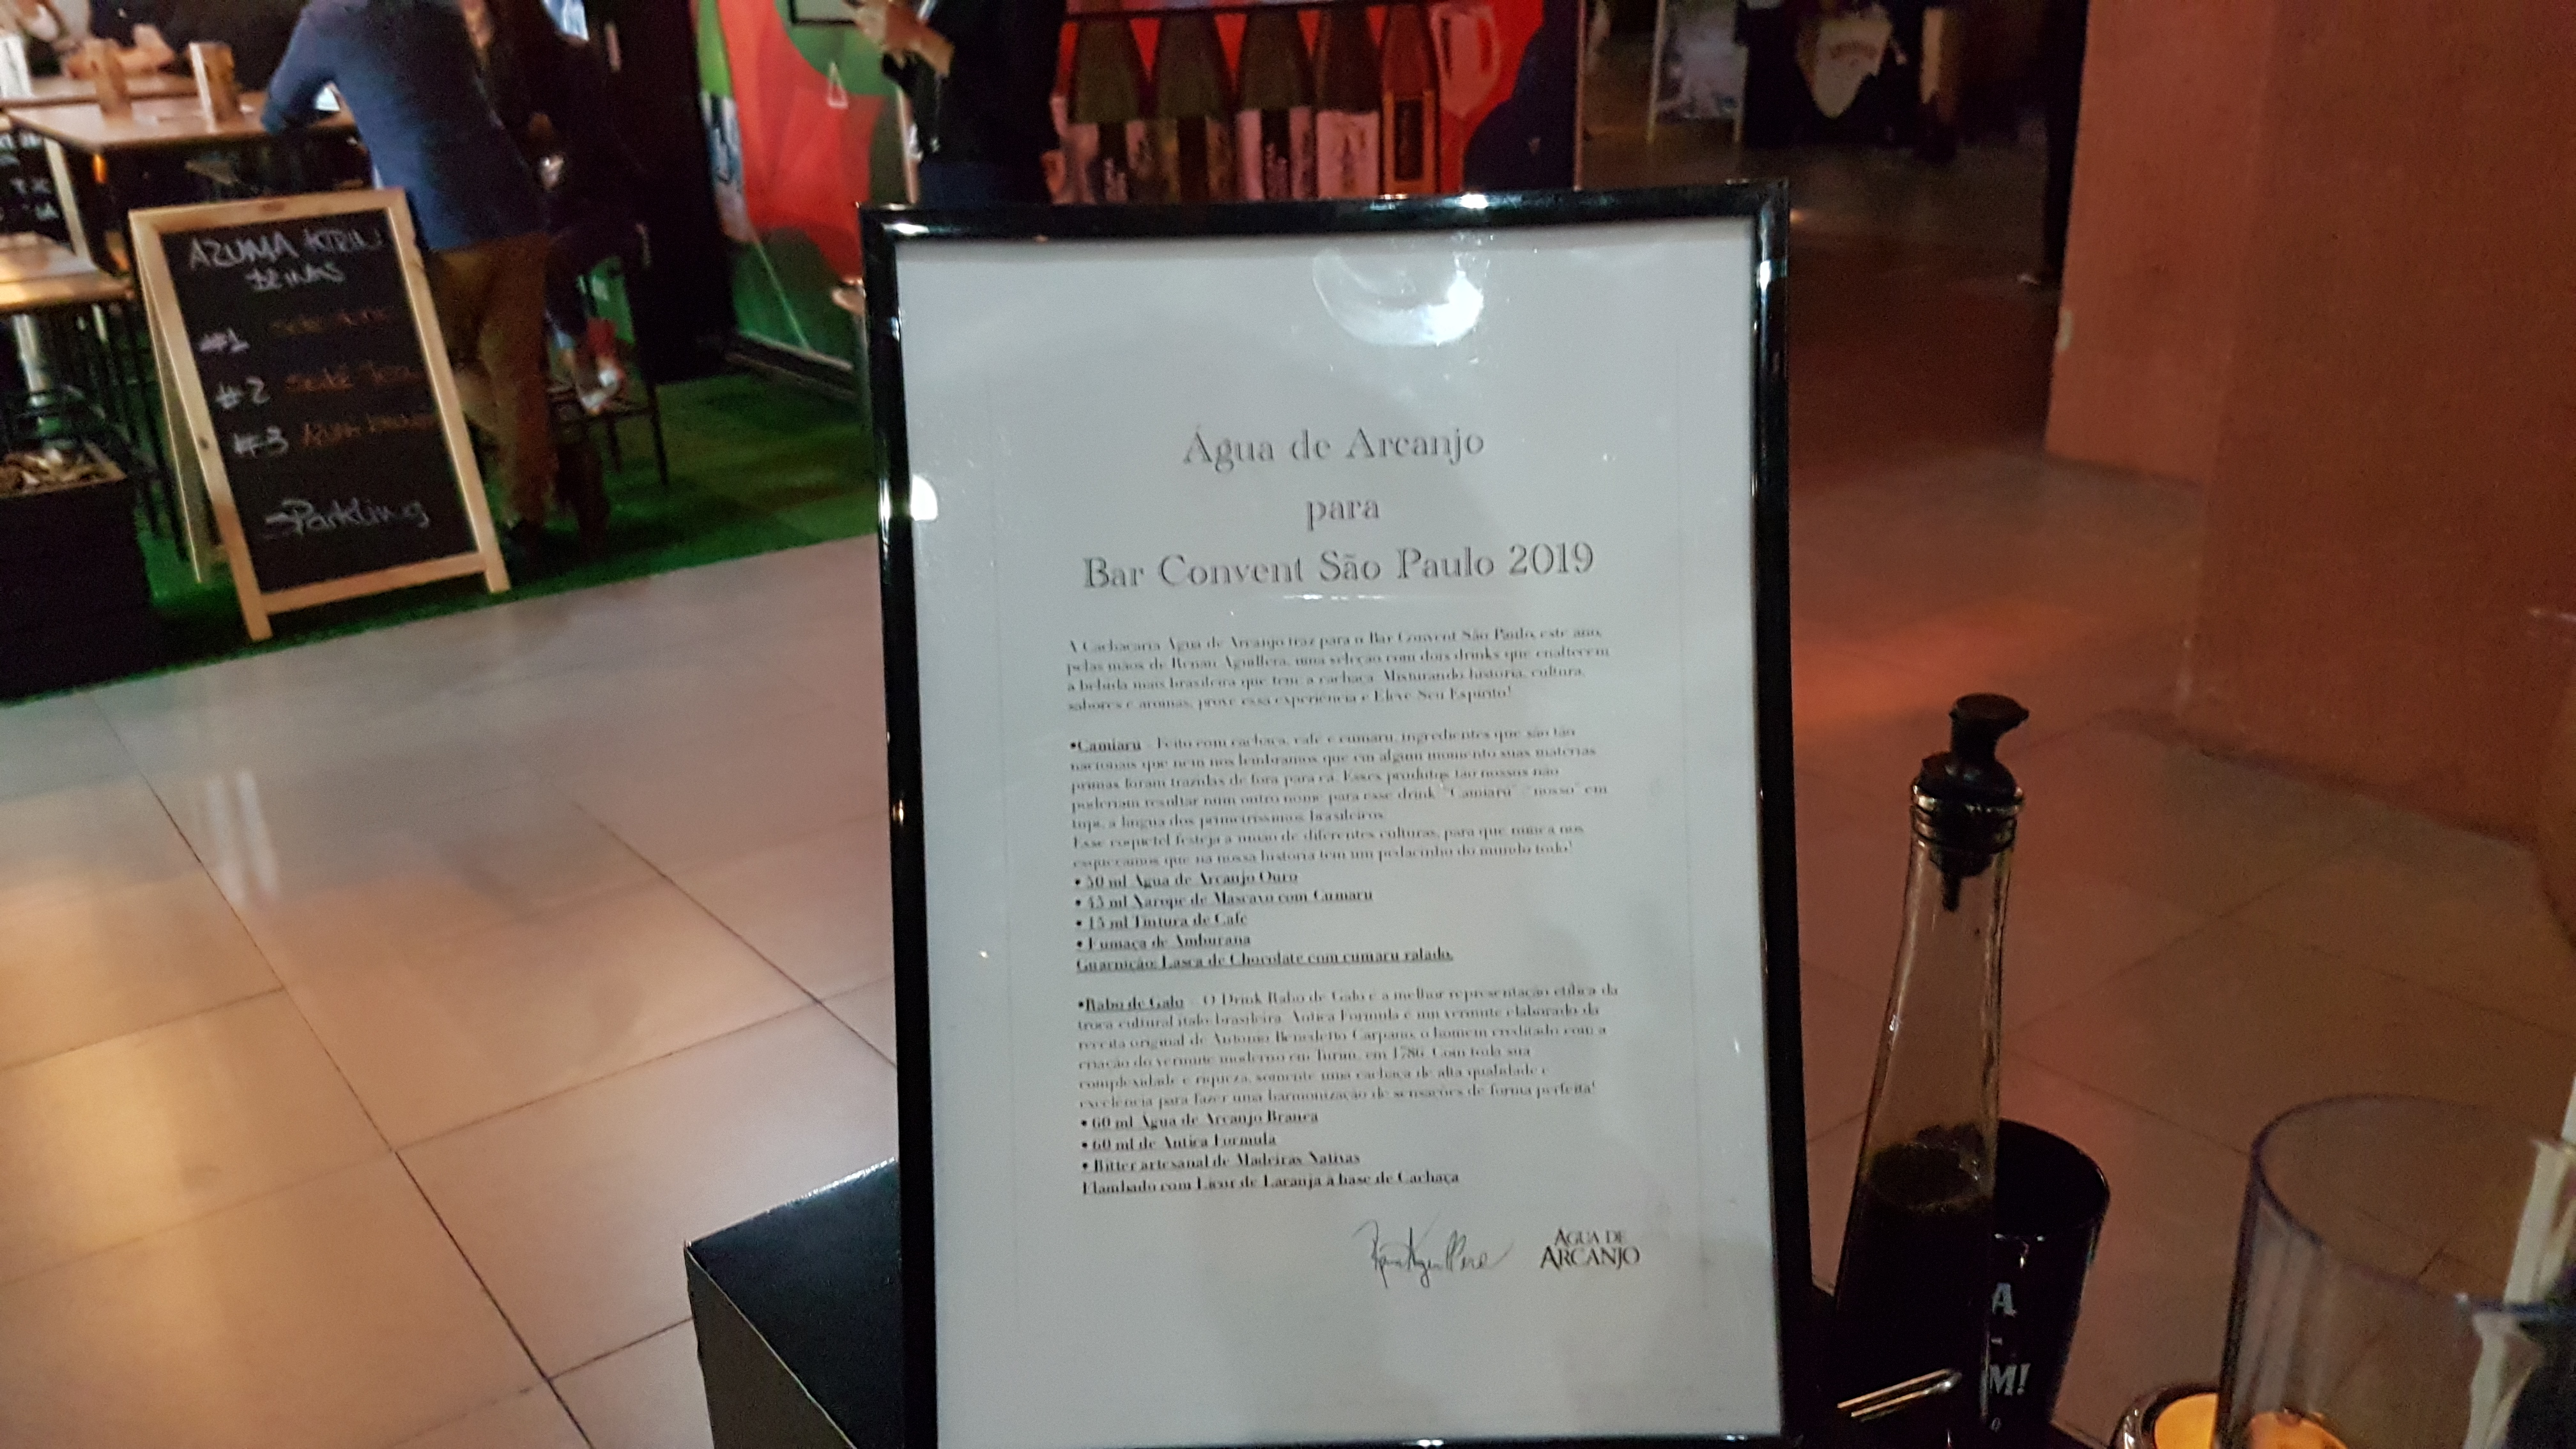 AZUMA KIRIN
#1
#2
#3
SParkling
Água de Arcanjo
para
Bar Convent São Paulo 2019
A Cachaçaria Água de Arcanjo traz para o Bar Convent São Paulo, este ano,
pelas mãos de Renan Aguillera, uma seleção com dois drinks que enaltecem
a bebida mais brasileira que tem: a cachaça. Misturando história, cultura,
sabores e aromas, prove essa experiência e Eleve Seu Espírito!
•Camiaru - Feito com cachaça, café e cumaru, ingredientes que são tão
nacionais que nem nos lembramos que em algum momento suas matérias
primas foram trazidas de fora para cá. Esses produtos tão nossos não
poderiam resultar num outro nome para esse drink "Camiaru" "nosso" em
tupi, a língua dos primeiríssimos brasileiros.
Esse coquetel festeja a união de diferentes culturas, para que nunca nos
esqueçamos que na nossa história tem um pedacinho do mundo todo!
• 50 ml Água de Arcanjo Ouro
• 45 ml Xarope de Mascavo com Cumaru
• 15 ml Tintura de Café
• Fumaça de Amburana
Guarnição: Lasca de Chocolate com cumaru ralado.
•Rabo de Galo - O Drink Rabo de Galo é a melhor representação etílica da
troca cultural ítalo-brasileira. Antica Formula é um vermute elaborado da
receita original de Antonio Benedetto Carpano, o homem creditado com a
criação do vermute moderno em Turim, em 1786. Com toda sua
complexidade e riqueza, somente uma cachaça de alta qualidade e
excelência para fazer uma harmonização de sensações de forma perfeita!
• 60 ml Água de Arcanjo Branca
• 60 ml de Antica Formula
• Bitter artesanal de Madeiras Nativas
Flambado com Licor de Laranja à base de Cachaça
ÁGUA DE
ARCANJO
A
M!